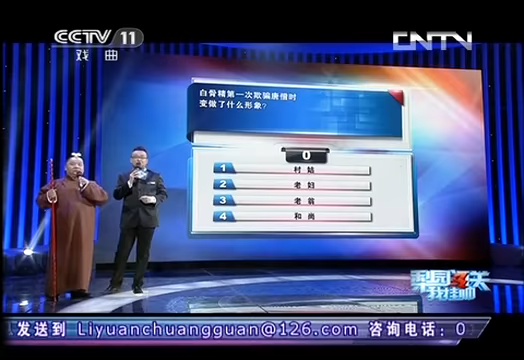 CCTV 11
戏曲
CNTV
白骨精第一次欺骗唐僧时
变做了什么形象?
0
1 村姑
2 老妇
3 老翁
4 和尚
梨园闯关
我挂帅
发送到 Liyuanchuangguan@126.com 咨询电话: 0